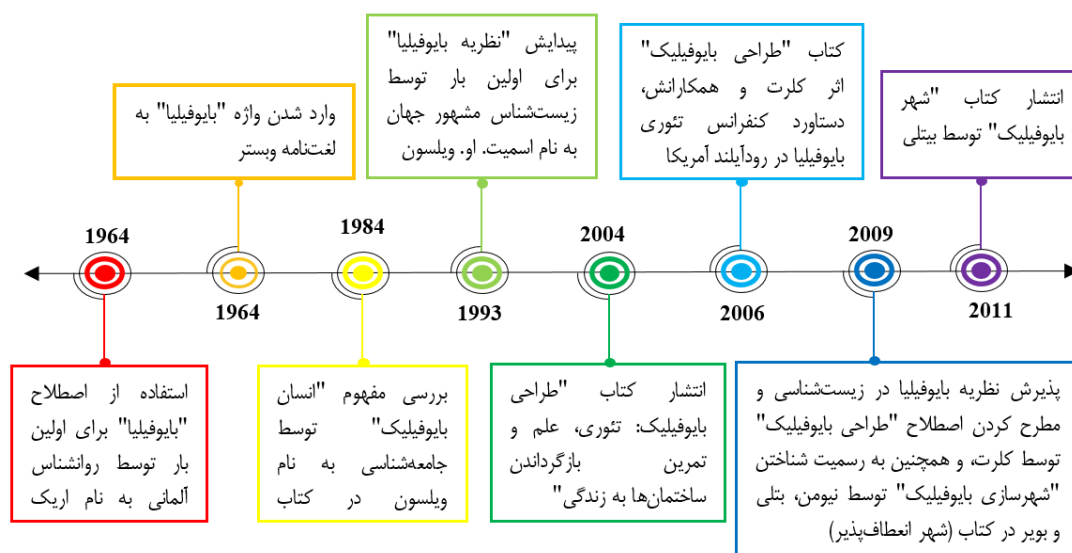 پیدایش "نظریه بایوفیلیا"
برای اولین بار توسط
زیست‌شناس مشهور جهان
به نام اسمیت. او. ویلسون
وارد شدن واژه "بایوفیلیا" به
لغت‌نامه وبستر
کتاب "طراحی بایوفیلیک"
اثر کلرت و همکارانش،
دستاورد کنفرانس تئوری
بایوفیلیا در رودآیلند آمریکا
انتشار کتاب "شهر
بایوفیلیک" توسط بیتلی
1964
1984
2004
2009
1964
1993
2006
2011
استفاده از اصطلاح
"بایوفیلیا" برای اولین
بار توسط روانشناس
آلمانی به نام اریک
بررسی مفهوم "انسان
بایوفیلیک" توسط
جامعه‌شناسی به نام
ویلسون در کتاب
انتشار کتاب "طراحی
بایوفیلیک: تئوری، علم و
تمرین بازگرداندن
ساختمان‌ها به زندگی"
پذیرش نظریه بایوفیلیا در زیست‌شناسی و
مطرح کردن اصطلاح "طراحی بایوفیلیک"
توسط کلرت، و همچنین به رسمیت شناختن
"شهرسازی بایوفیلیک" توسط نیومن، بتلی
و بویر در کتاب (شهر انعطاف‌پذیر)